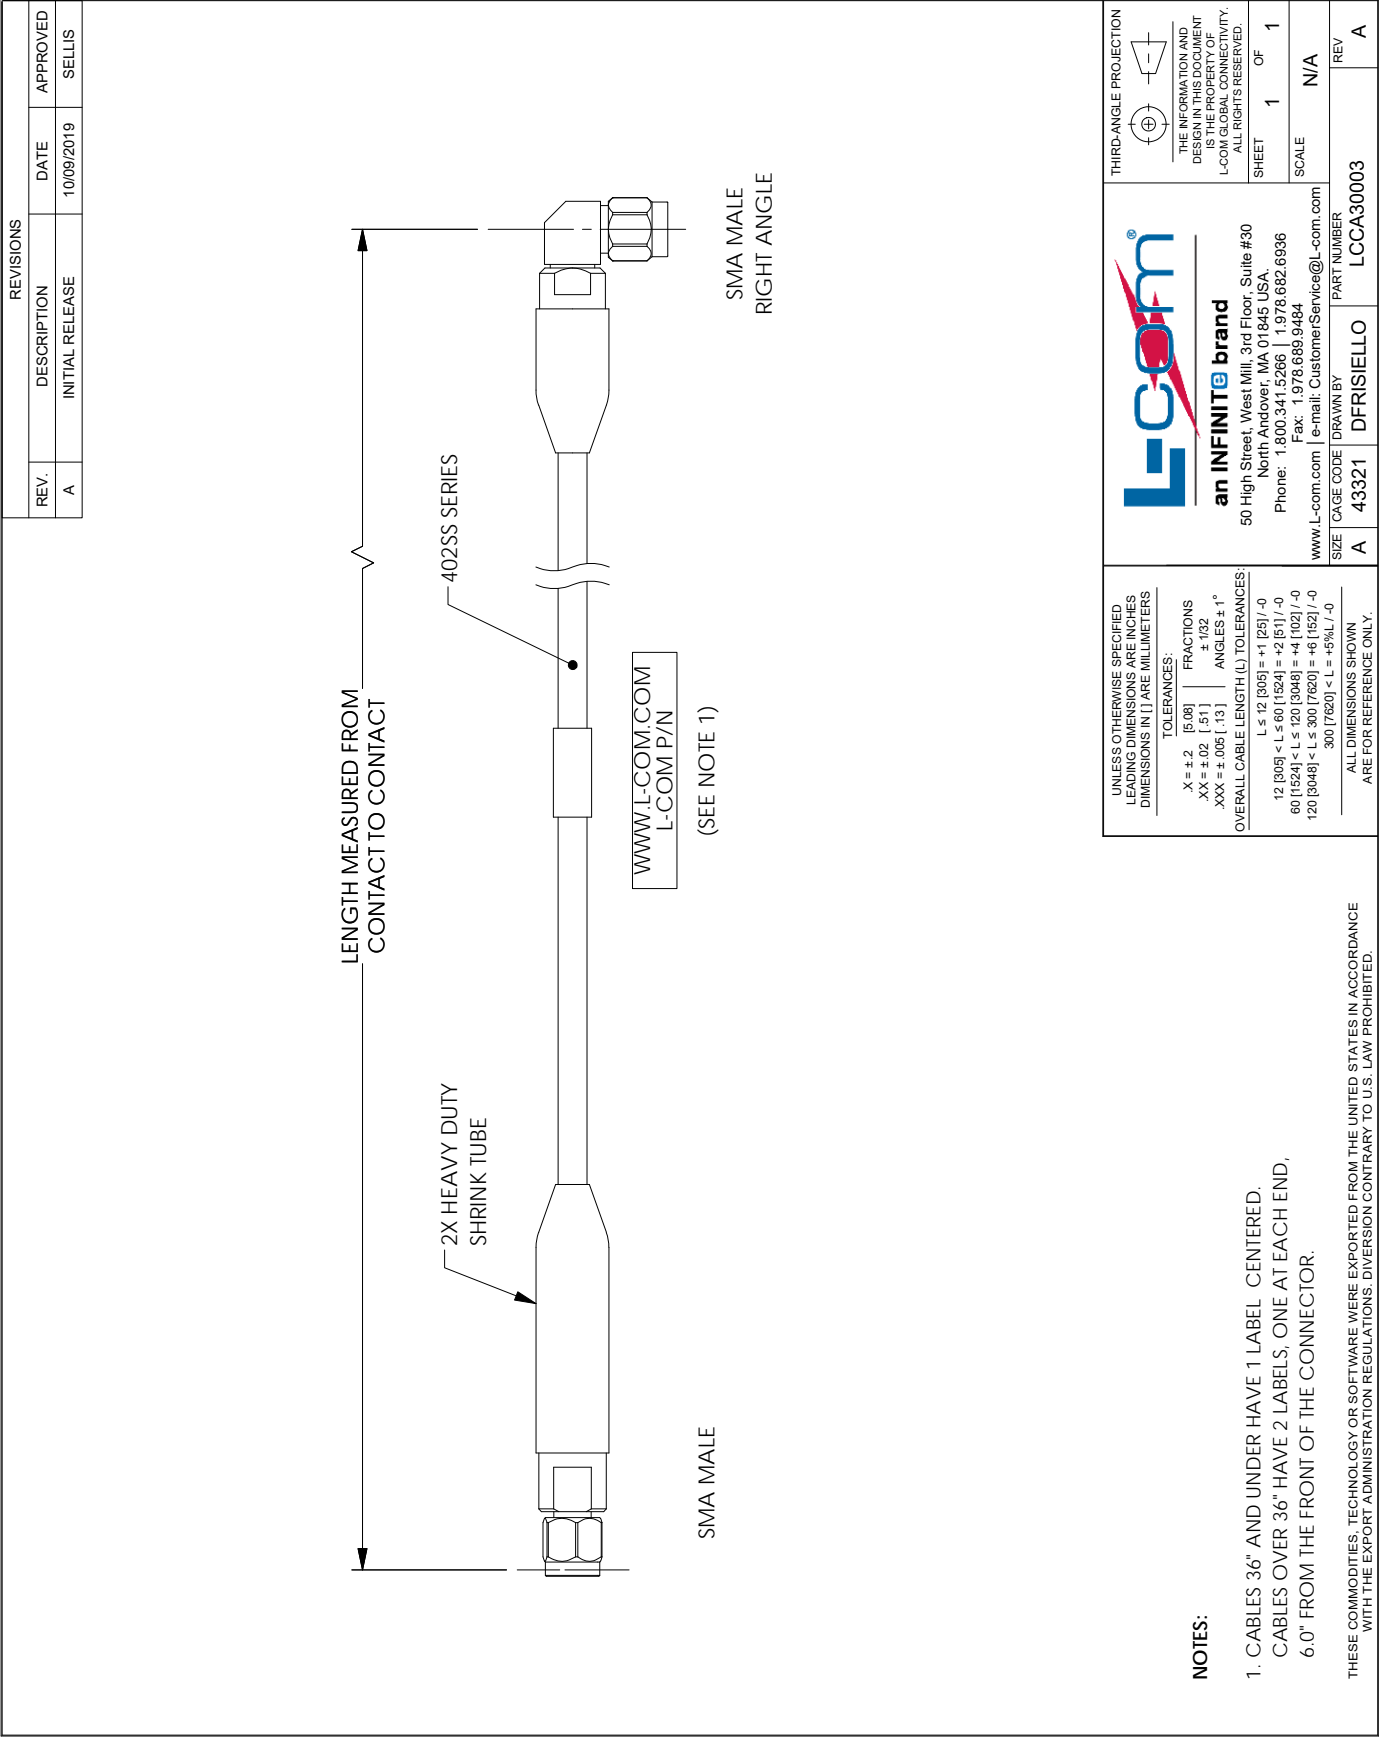 REVISIONS
REV.
DESCRIPTION
DATE
APPROVED
A
INITIAL RELEASE
10/09/2019
SELLIS
LENGTH MEASURED FROM
CONTACT TO CONTACT
2X HEAVY DUTY
SHRINK TUBE
402SS SERIES
WWW.L-COM.COM
L-COM P/N
(SEE NOTE 1)
SMA MALE
SMA MALE
RIGHT ANGLE
NOTES:
1. CABLES 36" AND UNDER HAVE 1 LABEL CENTERED.
CABLES OVER 36" HAVE 2 LABELS, ONE AT EACH END,
6.0" FROM THE FRONT OF THE CONNECTOR.
THESE COMMODITIES, TECHNOLOGY OR SOFTWARE WERE EXPORTED FROM THE UNITED STATES IN ACCORDANCE
WITH THE EXPORT ADMINISTRATION REGULATIONS. DIVERSION CONTRARY TO U.S. LAW PROHIBITED.
UNLESS OTHERWISE SPECIFIED
LEADING DIMENSIONS ARE INCHES
DIMENSIONS IN [ ] ARE MILLIMETERS
TOLERANCES:
.X = ± .2 [5.08] FRACTIONS
.XX = ± .02 [ .51 ] ± 1/32
.XXX = ± .005 [ .13 ] ANGLES ± 1°
OVERALL CABLE LENGTH (L) TOLERANCES:
L ≤ 12 [305] = +1 [25] / -0
12 [305] < L ≤ 60 [1524] = +2 [51] / -0
60 [1524] < L ≤ 120 [3048] = +4 [102] / -0
120 [3048] < L ≤ 300 [7620] = +6 [152] / -0
300 [7620] < L = +5%L / -0
ALL DIMENSIONS SHOWN
ARE FOR REFERENCE ONLY.
L-com®
an INFINITe brand
50 High Street, West Mill, 3rd Floor, Suite #30
North Andover, MA 01845 USA.
Phone: 1.800.341.5266 | 1.978.682.6936
Fax: 1.978.689.9484
www.L-com.com | e-mail: CustomerService@L-com.com
THIRD-ANGLE PROJECTION
THE INFORMATION AND
DESIGN IN THIS DOCUMENT
IS THE PROPERTY OF
L-COM GLOBAL CONNECTIVITY.
ALL RIGHTS RESERVED.
SHEET 1 OF 1
SCALE N/A
SIZE
A
CAGE CODE
43321
DRAWN BY
DFRISIELLO
PART NUMBER
LCCA30003
REV
A